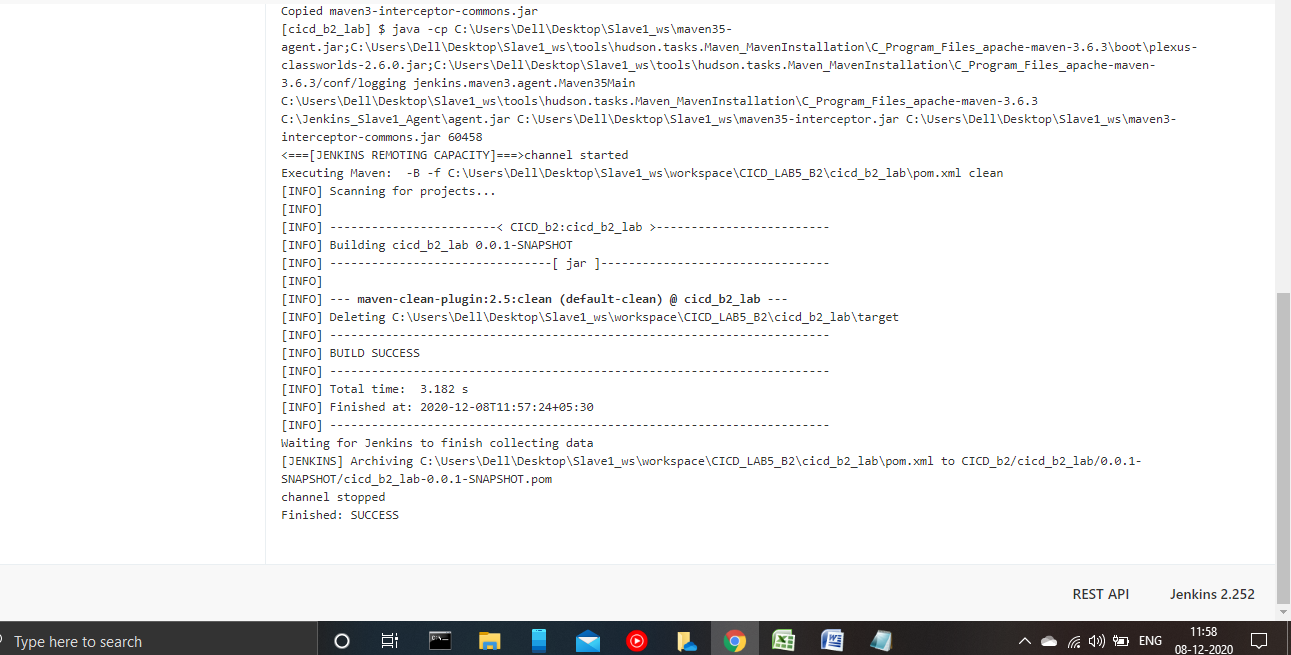 Copied maven3-interceptor-commons.jar
[cicd_b2_lab] $ java -cp C:\Users\Dell\Desktop\Slave1_ws\maven35-
agent.jar;C:\Users\Dell\Desktop\Slave1_ws\tools\hudson.tasks.Maven_MavenInstallation\C_Program_Files_apache-maven-3.6.3\boot\plexus-
classworlds-2.6.0.jar;C:\Users\Dell\Desktop\Slave1_ws\tools\hudson.tasks.Maven_MavenInstallation\C_Program_Files_apache-maven-
3.6.3/conf/logging jenkins.maven3.agent.Maven35Main
C:\Users\Dell\Desktop\Slave1_ws\tools\hudson.tasks.Maven_MavenInstallation\C_Program_Files_apache-maven-3.6.3
C:\Jenkins_Slave1_Agent\agent.jar C:\Users\Dell\Desktop\Slave1_ws\maven35-interceptor.jar C:\Users\Dell\Desktop\Slave1_ws\maven3-
interceptor-commons.jar 60458
<===[JENKINS REMOTING CAPACITY]===>channel started
Executing Maven:  -B -f C:\Users\Dell\Desktop\Slave1_ws\workspace\CICD_LAB5_B2\cicd_b2_lab\pom.xml clean
[INFO] Scanning for projects...
[INFO]
[INFO] ------------------------< CICD_b2:cicd_b2_lab >-------------------------
[INFO] Building cicd_b2_lab 0.0.1-SNAPSHOT
[INFO] --------------------------------[ jar ]---------------------------------
[INFO]
[INFO] --- maven-clean-plugin:2.5:clean (default-clean) @ cicd_b2_lab ---
[INFO] Deleting C:\Users\Dell\Desktop\Slave1_ws\workspace\CICD_LAB5_B2\cicd_b2_lab\target
[INFO] ------------------------------------------------------------------------
[INFO] BUILD SUCCESS
[INFO] ------------------------------------------------------------------------
[INFO] Total time:  3.182 s
[INFO] Finished at: 2020-12-08T11:57:24+05:30
[INFO] ------------------------------------------------------------------------
Waiting for Jenkins to finish collecting data
[JENKINS] Archiving C:\Users\Dell\Desktop\Slave1_ws\workspace\CICD_LAB5_B2\cicd_b2_lab\pom.xml to CICD_b2/cicd_b2_lab/0.0.1-
SNAPSHOT/cicd_b2_lab-0.0.1-SNAPSHOT.pom
channel stopped
Finished: SUCCESS
REST API Jenkins 2.252
Type here to search
ENG
11:58
08-12-2020